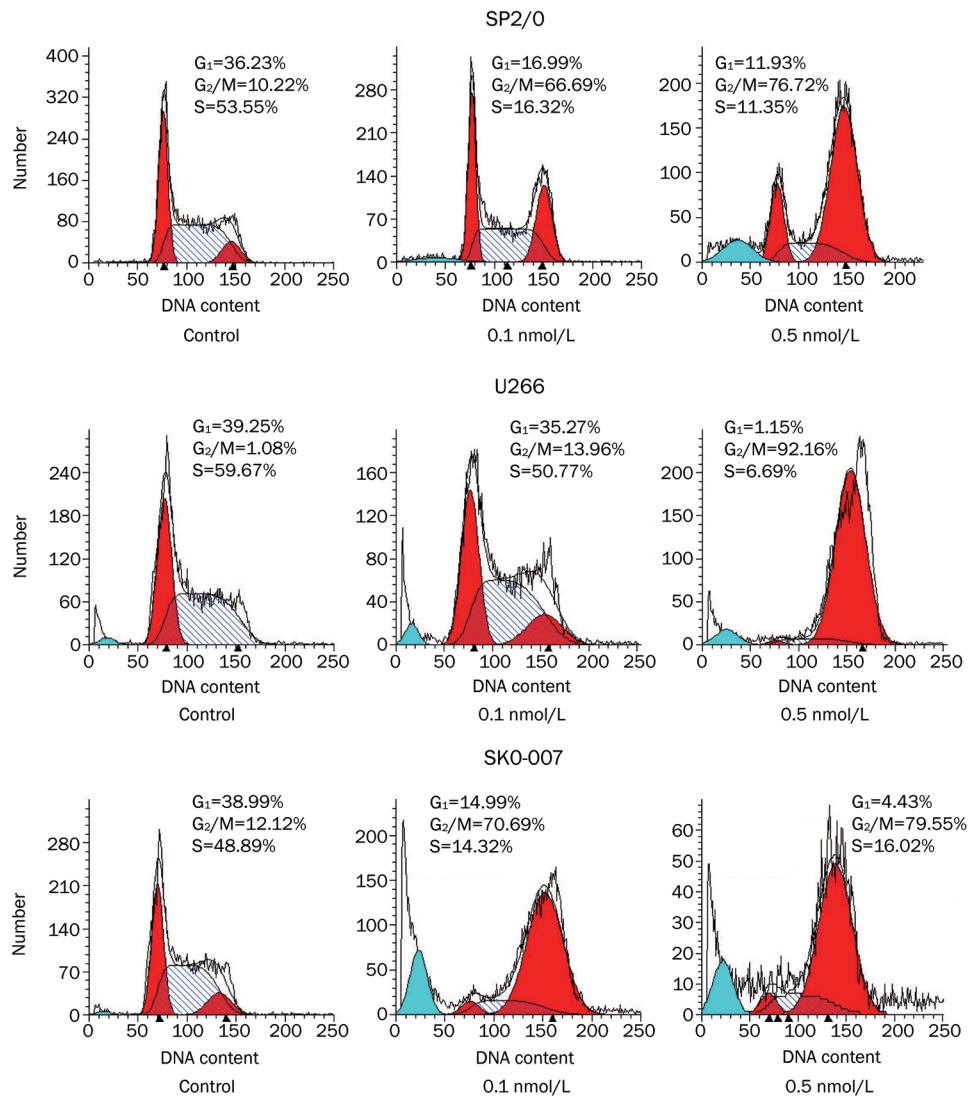 SP2/0
G₁=36.23%
G₂/M=10.22%
S=53.55%
G₁=16.99%
G₂/M=66.69%
S=16.32%
G₁=11.93%
G₂/M=76.72%
S=11.35%
Number
400
320
240
160
80
0
280
210
140
70
0
200
150
100
50
0
0 50 100 150 200 250
0 50 100 150 200 250
0 50 100 150 200
DNA content
DNA content
DNA content
Control
0.1 nmol/L
0.5 nmol/L
U266
G₁=39.25%
G₂/M=1.08%
S=59.67%
G₁=35.27%
G₂/M=13.96%
S=50.77%
G₁=1.15%
G₂/M=92.16%
S=6.69%
Number
240
180
120
60
0
160
120
80
40
0
200
150
100
50
0
0 50 100 150 200 250
0 50 100 150 200 250
0 50 100 150 200 250
DNA content
DNA content
DNA content
Control
0.1 nmol/L
0.5 nmol/L
SK0-007
G₁=38.99%
G₂/M=12.12%
S=48.89%
G₁=14.99%
G₂/M=70.69%
S=14.32%
G₁=4.43%
G₂/M=79.55%
S=16.02%
Number
280
210
140
70
0
200
150
100
50
0
60
50
40
30
20
10
0
0 50 100 150 200 250
0 50 100 150 200 250
0 50 100 150 200 250
DNA content
DNA content
DNA content
Control
0.1 nmol/L
0.5 nmol/L